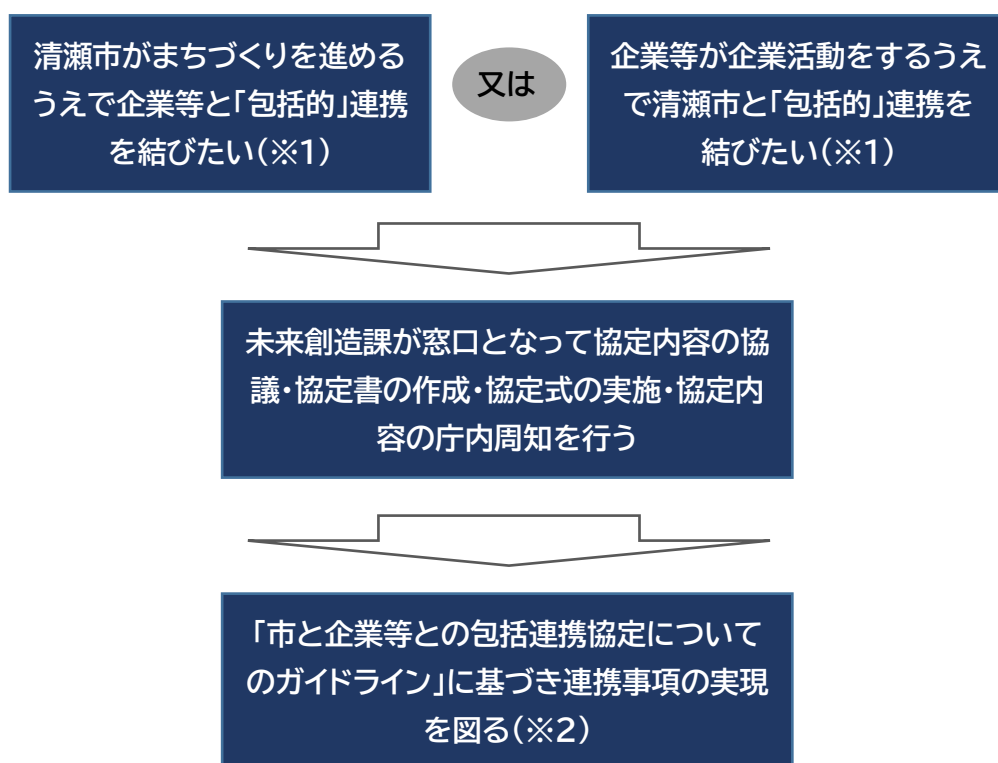 清瀬市がまちづくりを進める
うえで企業等と「包括的」連携
を結びたい(※1)
又は
企業等が企業活動をするうえ
で清瀬市と「包括的」連携を
結びたい(※1)
未来創造課が窓口となって協定内容の協
議・協定書の作成・協定式の実施・協定内
容の庁内周知を行う
「市と企業等との包括連携協定について
のガイドライン」に基づき連携事項の実現
を図る(※2)